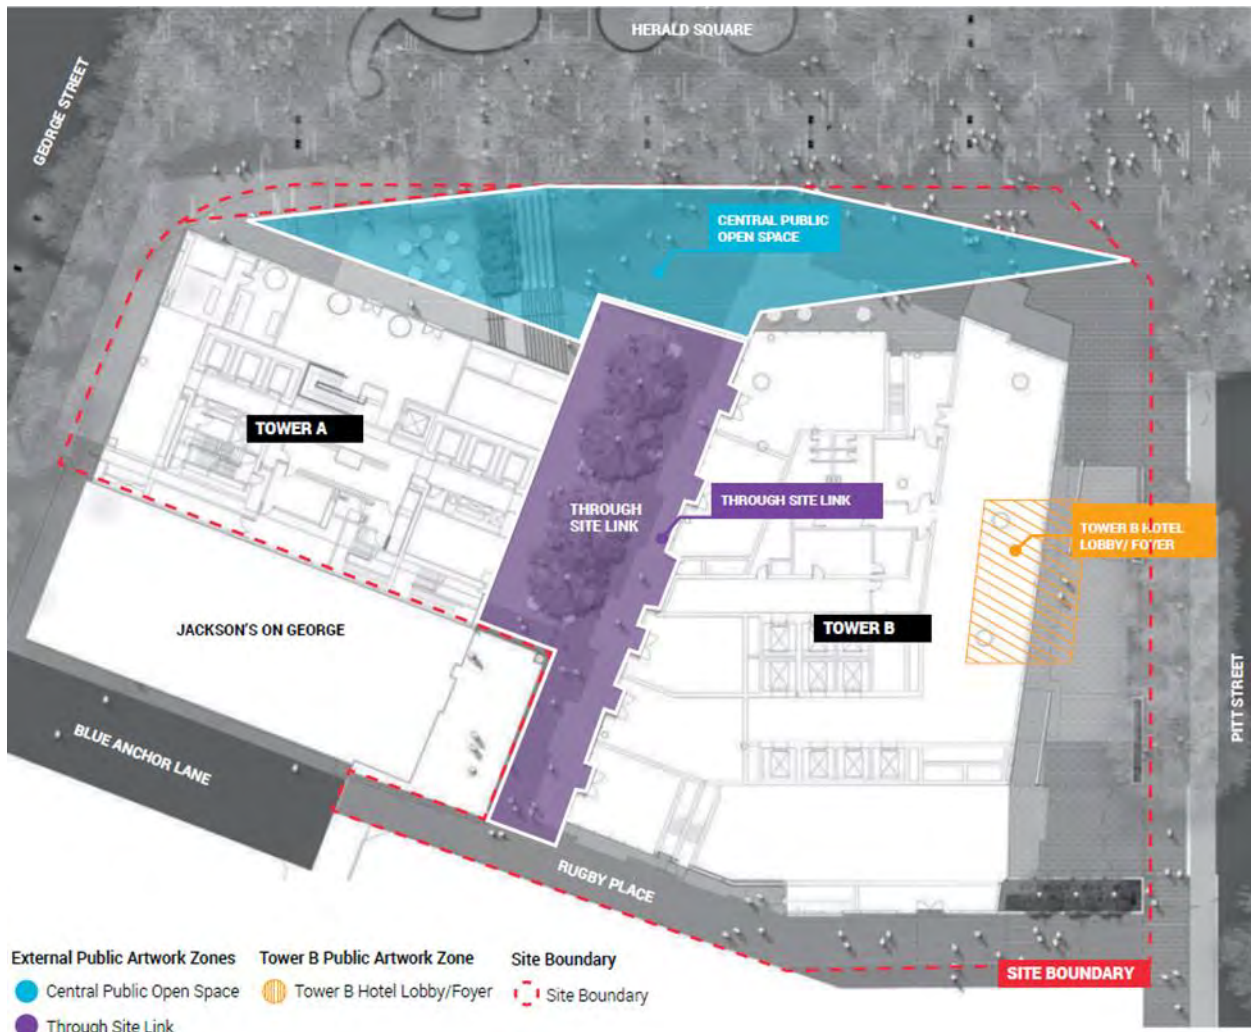 HERALD SQUARE
GEORGE STREET
CENTRAL PUBLIC
OPEN SPACE
TOWER A
THROUGH
SITE LINK
THROUGH SITE LINK
TOWER B HOTEL
LOBBY/ FOYER
TOWER B
JACKSON'S ON GEORGE
PITT STREET
BLUE ANCHOR LANE
RUGBY PLACE
SITE BOUNDARY
External Public Artwork Zones
Central Public Open Space
Through Site Link
Tower B Public Artwork Zone
Tower B Hotel Lobby/Foyer
Site Boundary
Site Boundary